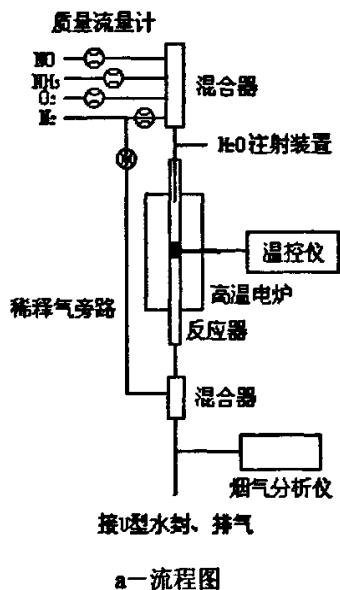 质量流量计
NO
NH₃
O₂
N₂
混合器
H₂O注射装置
温控仪
高温电炉
稀释气旁路
反应器
混合器
烟气分析仪
接U型水封、排气
a-流程图